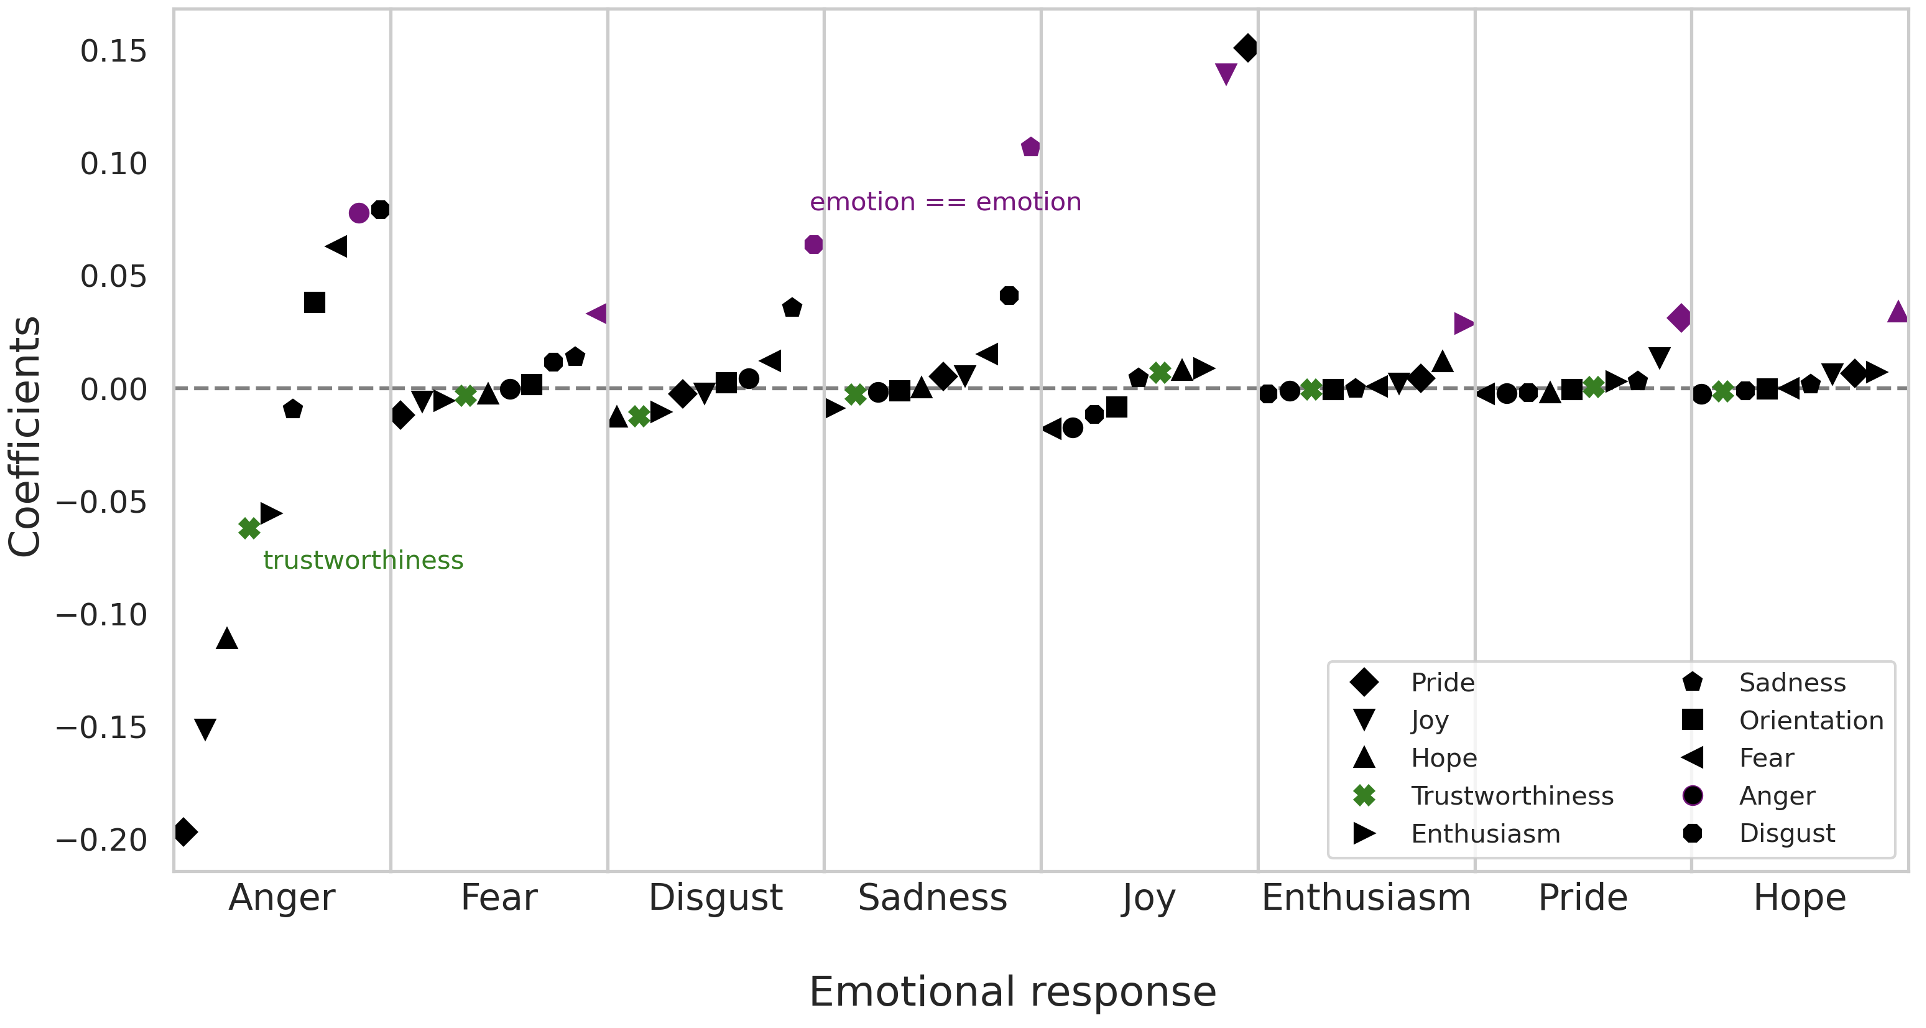 0.15
0.10
0.05
0.00
−0.05
−0.10
−0.15
−0.20
Coefficients
emotion == emotion
trustworthiness
Pride
Joy
Hope
Trustworthiness
Enthusiasm
Sadness
Orientation
Fear
Anger
Disgust
Anger Fear Disgust Sadness Joy Enthusiasm Pride Hope
Emotional response